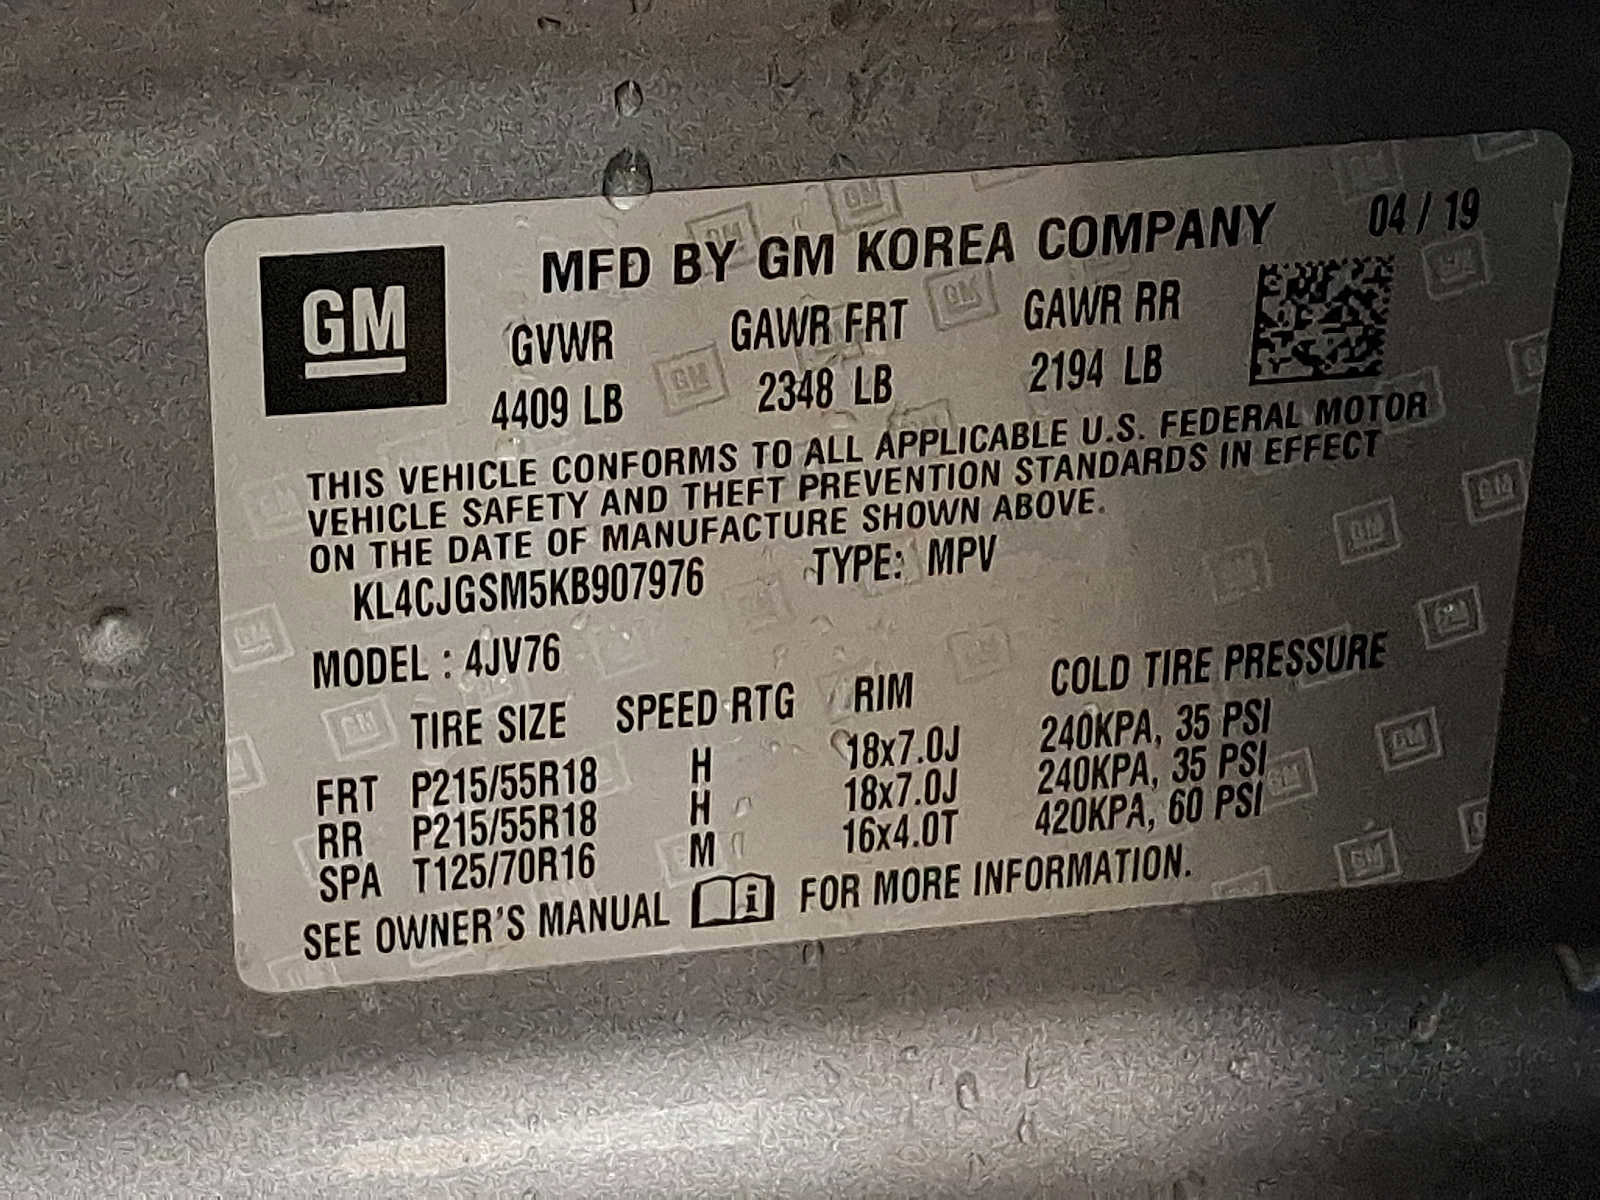 GM
MFD BY GM KOREA COMPANY 04 / 19
GVWR GAWR FRT GAWR RR
4409 LB 2348 LB 2194 LB
THIS VEHICLE CONFORMS TO ALL APPLICABLE U.S. FEDERAL MOTOR
VEHICLE SAFETY AND THEFT PREVENTION STANDARDS IN EFFECT
ON THE DATE OF MANUFACTURE SHOWN ABOVE.
KL4CJGSM5KB907976 TYPE: MPV
MODEL : 4JV76
TIRE SIZE SPEED RTG RIM COLD TIRE PRESSURE
FRT P215/55R18 H 18x7.0J 240KPA, 35 PSI
RR P215/55R18 H 18x7.0J 240KPA, 35 PSI
SPA T125/70R16 M 16x4.0T 420KPA, 60 PSI
SEE OWNER'S MANUAL i FOR MORE INFORMATION.